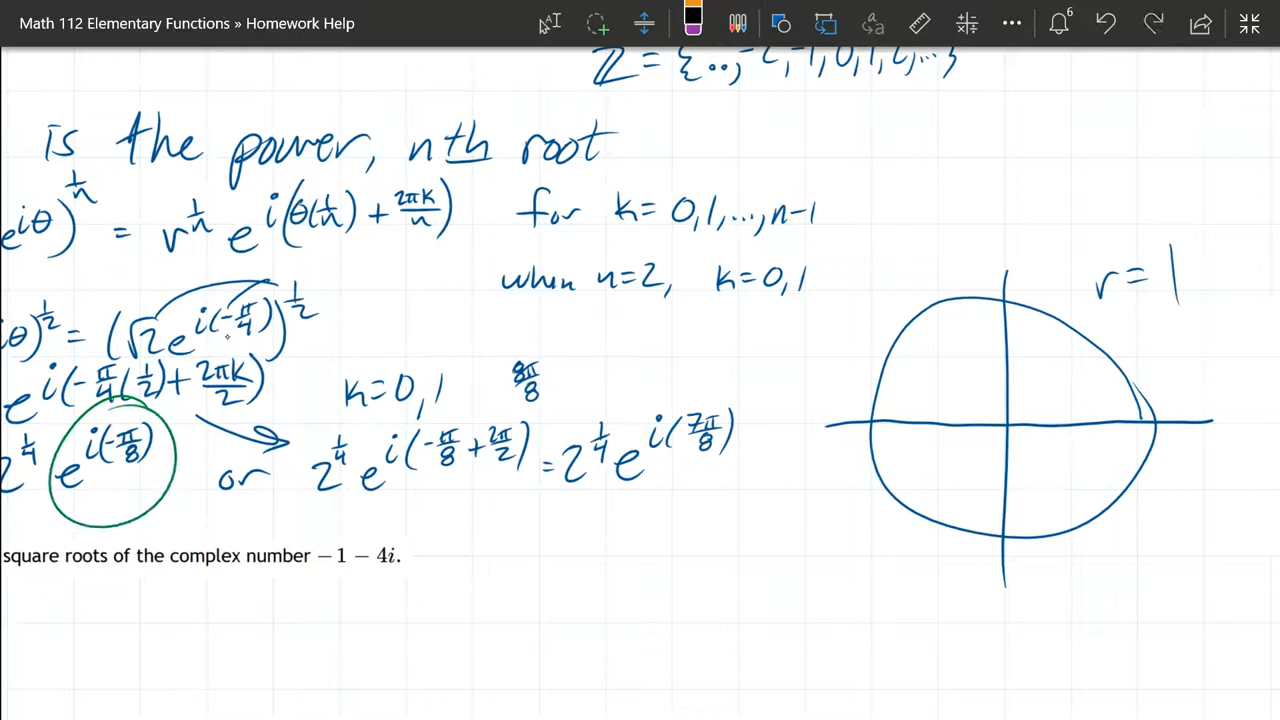 Math 112 Elementary Functions » Homework Help
6
ℤ = {..., -2, -1, 0, 1, 2, ...}
is the power, nth root
e^{iθ})^{1/n} = r^{1/n} e^{i(θ(1/n) + 2πk/n)} for k = 0, 1, ..., n-1
when n=2, k=0, 1
r = 1
iθ)^{1/2} = (√2 e^{i(-π/4)})^{1/2}
e^{i(-π/4(1/2) + 2πk/2)} k=0, 1 8π/8
2^{1/4} e^{i(-π/8)} or 2^{1/4} e^{i(-π/8 + 2π/2)} = 2^{1/4} e^{i(7π/8)}
square roots of the complex number −1 − 4i.